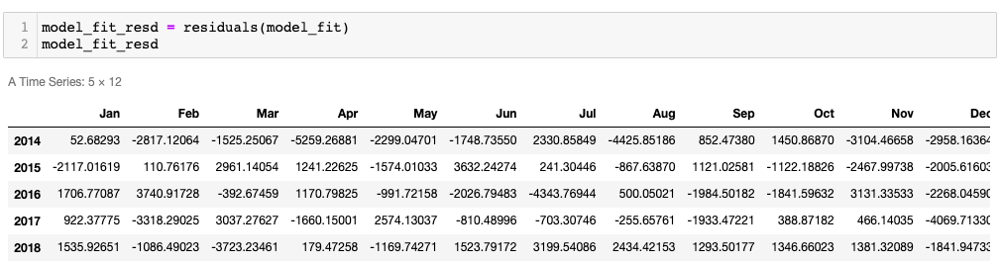 1 model_fit_resd = residuals(model_fit)
2 model_fit_resd
A Time Series: 5 × 12
Jan Feb Mar Apr May Jun Jul Aug Sep Oct Nov Dec
2014 52.68293 -2817.12064 -1525.25067 -5259.26881 -2299.04701 -1748.73550 2330.85849 -4425.85186 852.47380 1450.86870 -3104.46658 -2958.16364
2015 -2117.01619 110.76176 2961.14054 1241.22625 -1574.01033 3632.24274 241.30446 -867.63870 1121.02581 -1122.18826 -2467.99738 -2005.61603
2016 1706.77087 3740.91728 -392.67459 1170.79825 -991.72158 -2026.79483 -4343.76944 500.05021 -1984.50182 -1841.59632 3131.33533 -2268.04590
2017 922.37775 -3318.29025 3037.27627 -1660.15001 2574.13037 -810.48996 -703.30746 -255.65761 -1933.47221 388.87182 466.14035 -4069.71330
2018 1535.92651 -1086.49023 -3723.23461 179.47258 -1169.74271 1523.79172 3199.54086 2434.42153 1293.50177 1346.66023 1381.32089 -1841.94733